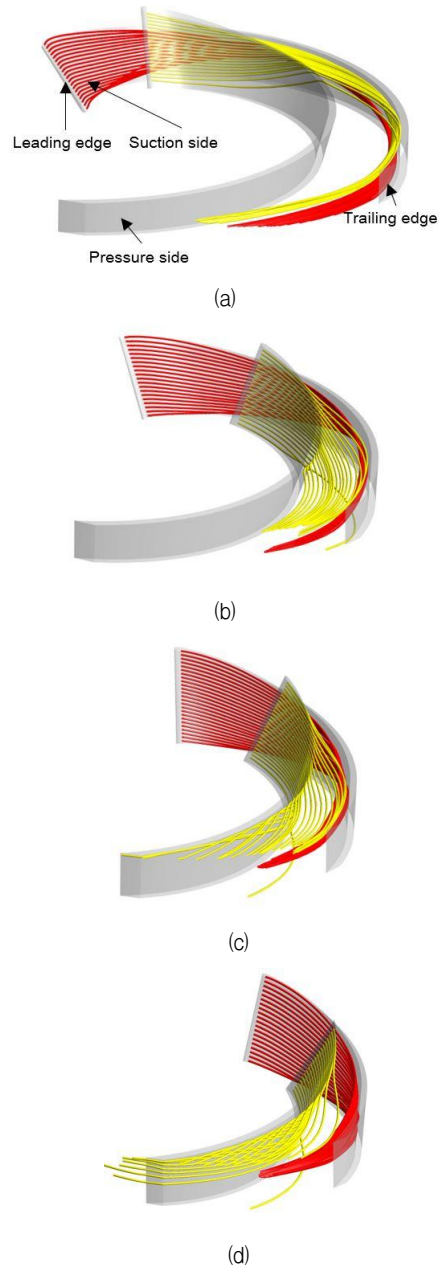 Leading edge
Suction side
Trailing edge
Pressure side
(a)
(b)
(c)
(d)